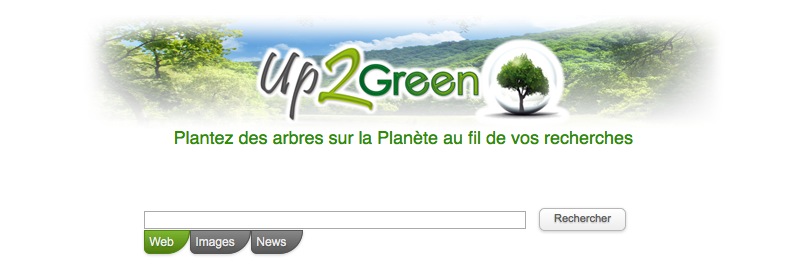 Up2Green
Plantez des arbres sur la Planète au fil de vos recherches
Rechercher
Web Images News